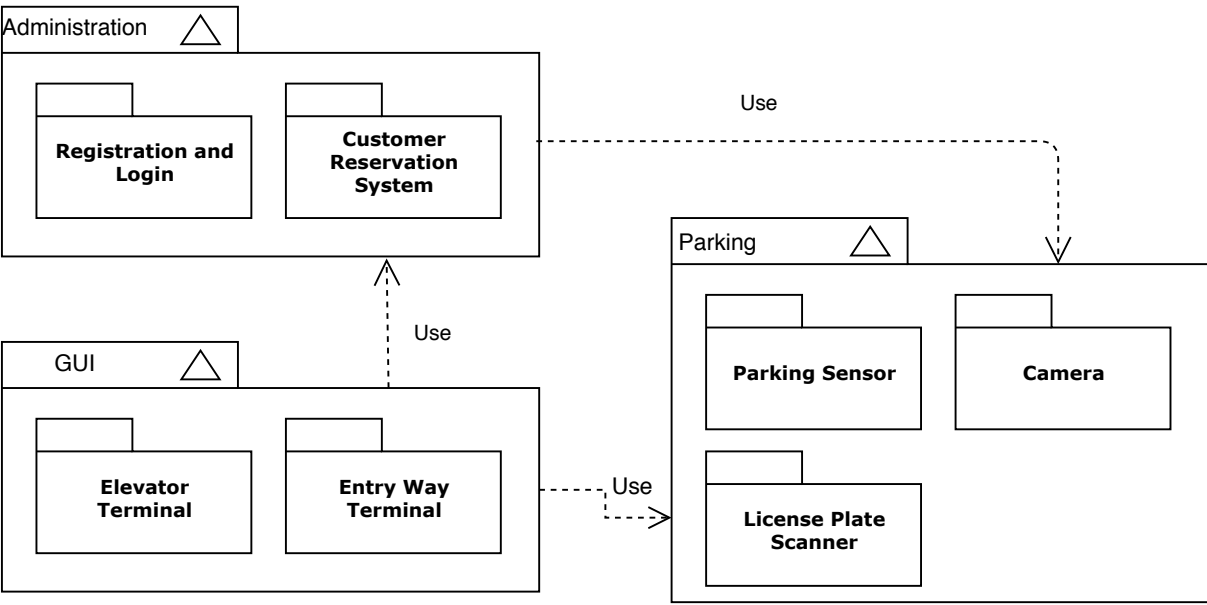 Administration
Registration and
Login
Customer
Reservation
System
Use
Parking
Parking Sensor
Camera
License Plate
Scanner
Use
GUI
Elevator
Terminal
Entry Way
Terminal
Use